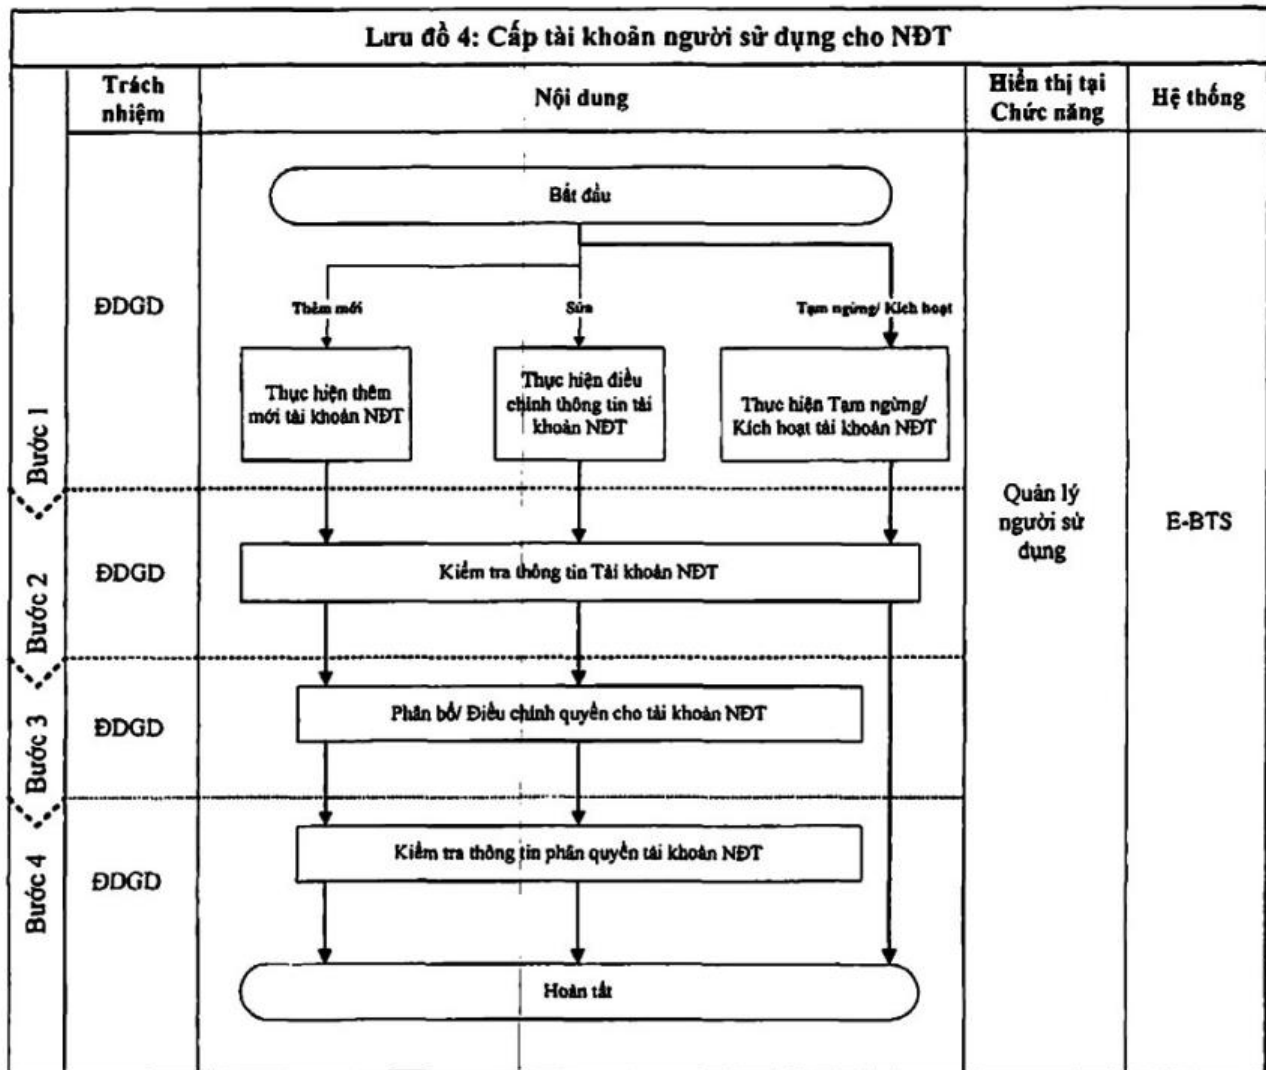 Lưu đồ 4: Cấp tài khoản người sử dụng cho NĐT
Trách
nhiệm
Nội dung
Hiển thị tại
Chức năng
Hệ thống
Bước 1
ĐDGD
Bắt đầu
Thêm mới
Sửa
Tạm ngừng/ Kích hoạt
Thực hiện thêm
mới tài khoản NĐT
Thực hiện điều
chỉnh thông tin tài
khoản NĐT
Thực hiện Tạm ngừng/
Kích hoạt tài khoản NĐT
Quản lý
người sử
dụng
E-BTS
Bước 2
ĐDGD
Kiểm tra thông tin Tài khoản NĐT
Bước 3
ĐDGD
Phân bổ/ Điều chỉnh quyền cho tài khoản NĐT
Bước 4
ĐDGD
Kiểm tra thông tin phân quyền tài khoản NĐT
Hoàn tất